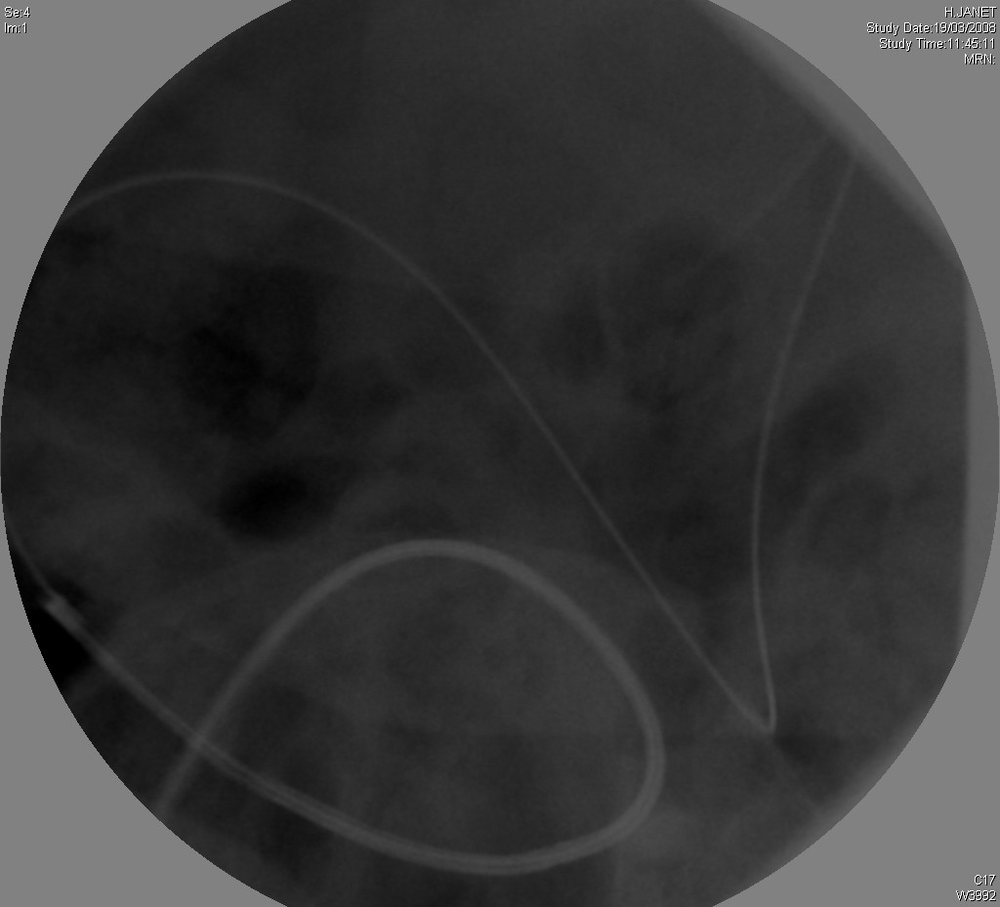 Se:4
Im:1
H.JANET
Study Date:19/03/2008
Study Time:11:45:11
MRN:
C17
W3992